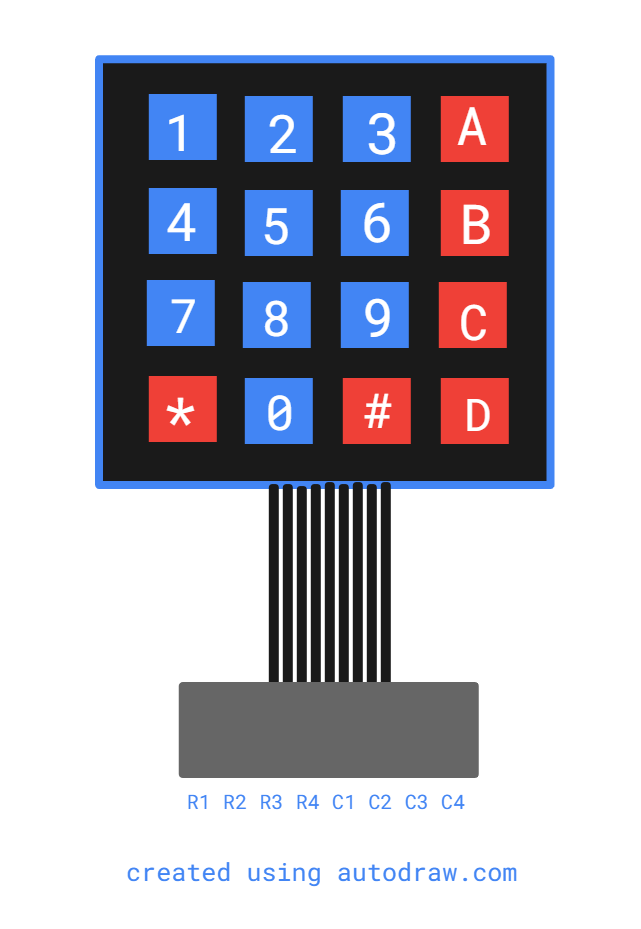 1 2 3 A
4 5 6 B
7 8 9 C
* 0 # D
R1 R2 R3 R4 C1 C2 C3 C4
created using autodraw.com